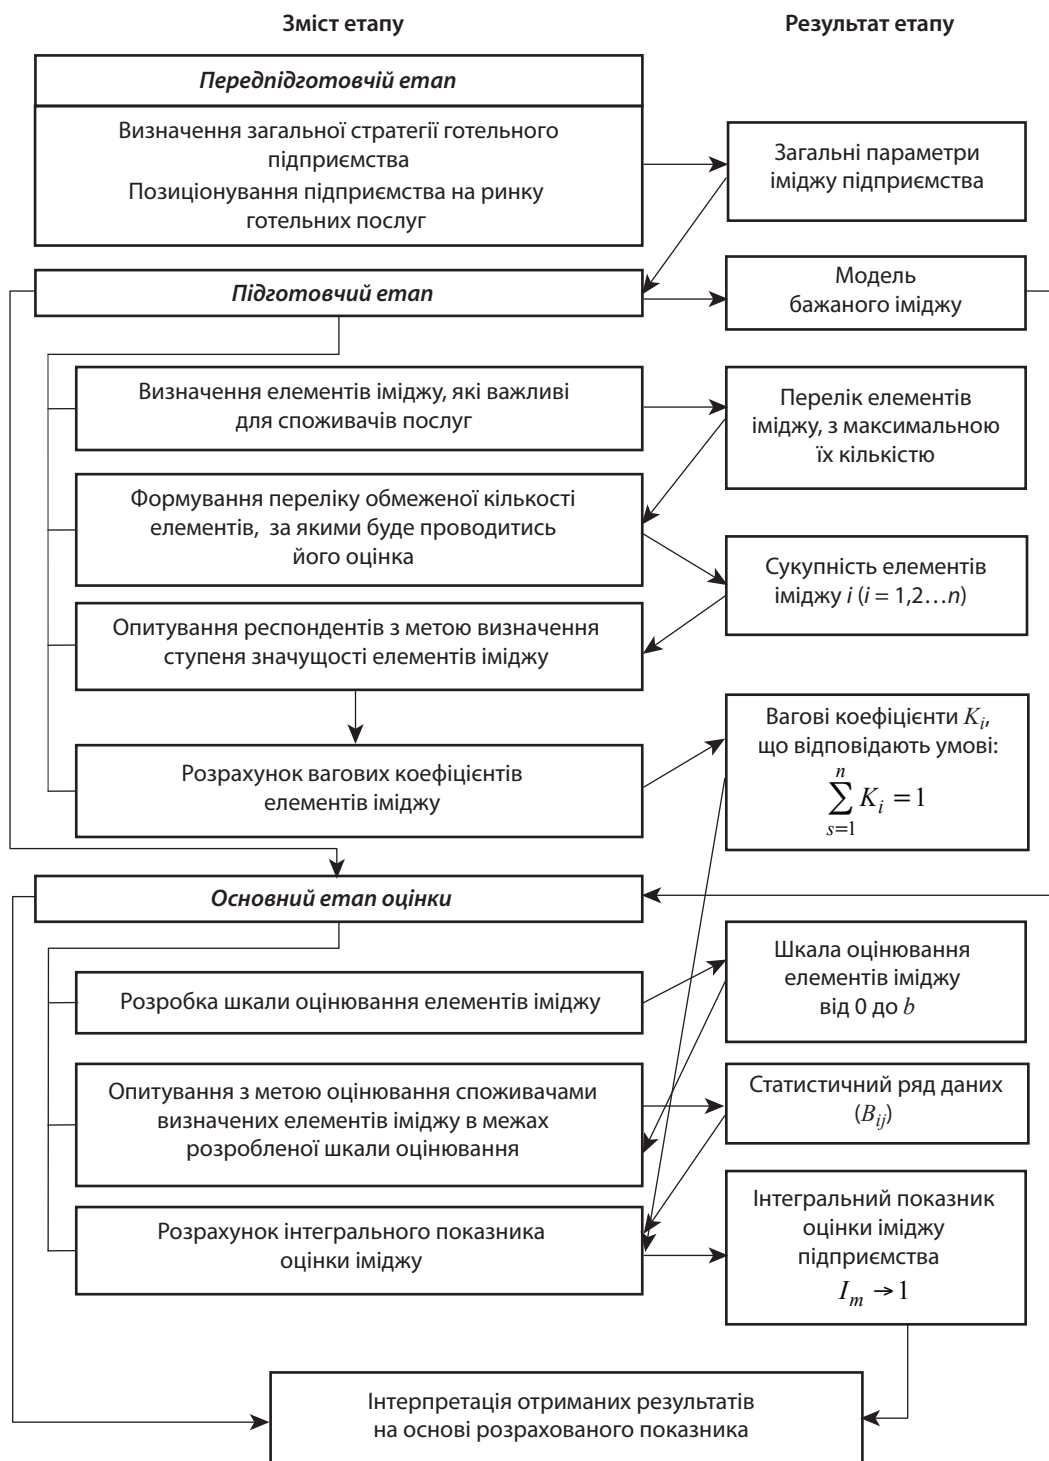 Зміст етапу
Результат етапу
Передпідготовчій етап
Визначення загальної стратегії готельного
підприємства
Позиціонування підприємства на ринку
готельних послуг
Загальні параметри
іміджу підприємства
Підготовчий етап
Модель
бажаного іміджу
Визначення елементів іміджу, які важливі
для споживачів послуг
Перелік елементів
іміджу, з максимальною
їх кількістю
Формування переліку обмеженої кількості
елементів, за якими буде проводитись
його оцінка
Сукупність елементів
іміджу i (i = 1,2…n)
Опитування респондентів з метою визначення
ступеня значущості елементів іміджу
Розрахунок вагових коефіцієнтів
елементів іміджу
Вагові коефіцієнти K_i,
що відповідають умові:
n
∑ K_i = 1
s=1
Основний етап оцінки
Розробка шкали оцінювання елементів іміджу
Шкала оцінювання
елементів іміджу
від 0 до b
Опитування з метою оцінювання споживачами
визначених елементів іміджу в межах
розробленої шкали оцінювання
Статистичний ряд даних
(B_ij)
Розрахунок інтегрального показника
оцінки іміджу
Інтегральний показник
оцінки іміджу
підприємства
I_m → 1
Інтерпретація отриманих результатів
на основі розрахованого показника